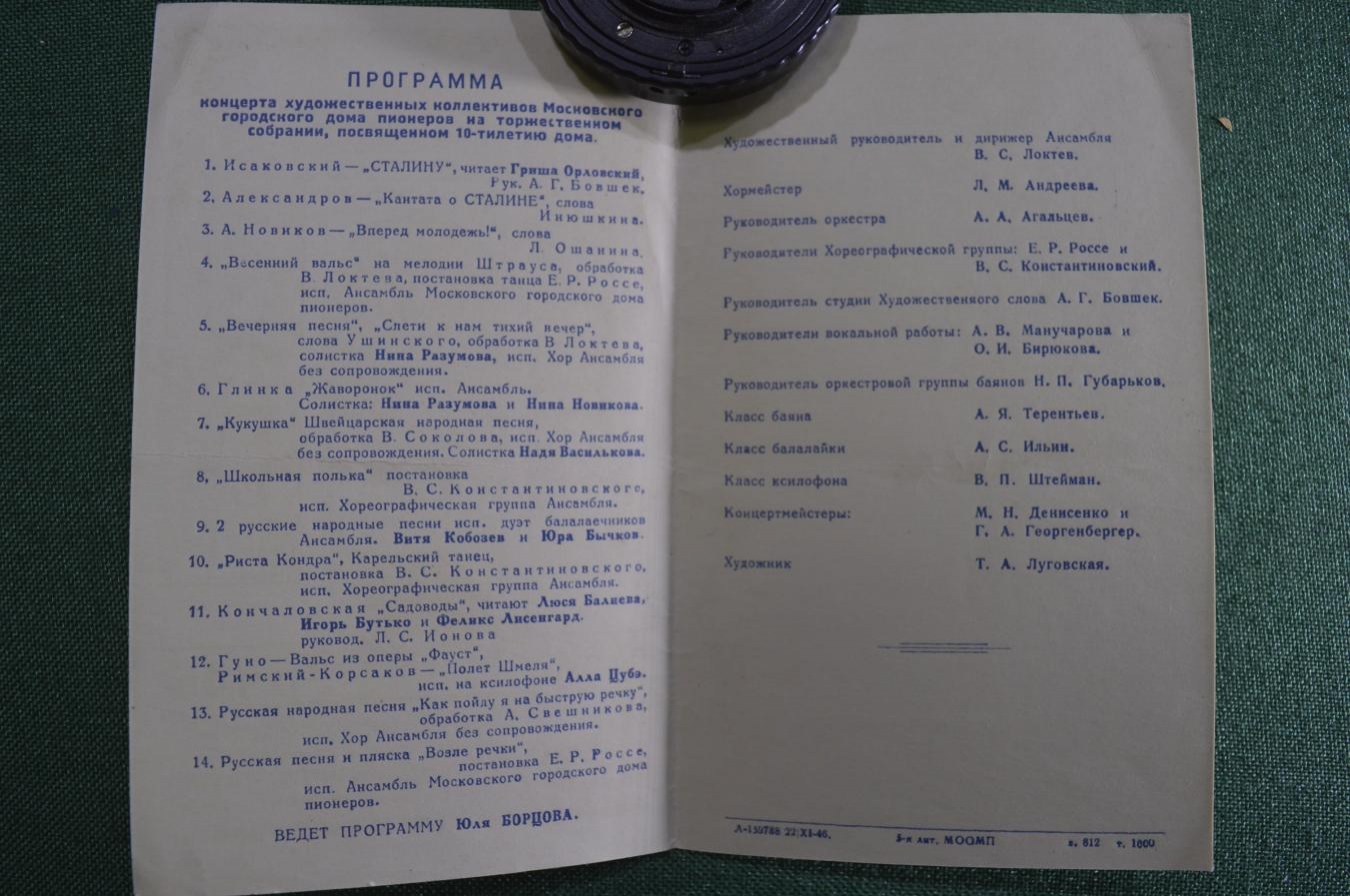 ПРОГРАММА
концерта художественных коллективов Московского
городского дома пионеров на торжественном
собрании, посвященном 10-тилетию дома.
1. Исаковский — „СТАЛИНУ“, читает Гриша Орловский,
Рук. А. Г. Бовшек.
2. Александров — „Кантата о СТАЛИНЕ“, слова
Инюшкина.
3. А. Новиков — „Вперед молодежь!“, слова
Л. Ошанина.
4. „Весенний вальс“ на мелодии Штрауса, обработка
В. Локтева, постановка танца Е. Р. Россе,
исп. Ансамбль Московского городского дома
пионеров.
5. „Вечерняя песня“, „Слети к нам тихий вечер“,
слова Ушинского, обработка В Локтева,
солистка Нина Разумова, исп. Хор Ансамбля
без сопровождения.
6. Глинка „Жаворонок“ исп. Ансамбль.
Солистка: Нина Разумова и Нина Новикова.
7. „Кукушка“ Швейцарская народная песня,
обработка В. Соколова, исп. Хор Ансамбля
без сопровождения. Солистка Надя Василькова.
8, „Школьная полька“ постановка
В. С. Константиновского,
исп. Хореографическая группа Ансамбля.
9. 2 русские народные песни исп. дуэт балалаечников
Ансамбля. Витя Кобозев и Юра Бычков.
10. „Риста Кондра“, Карельский танец,
постановка В. С. Константиновского,
исп. Хореографическая группа Ансамбля.
11. Кончаловская „Садоводы“, читают Люся Балиева,
Игорь Бутько и Феликс Лисенгард.
руковод. Л. С. Ионова
12. Гуно — Вальс из оперы „Фауст“,
Римский-Корсаков — „Полет Шмеля“,
исп. на ксилофоне Алла Цубэ.
13. Русская народная песня „Как пойду я на быструю речку“,
обработка А. Свешникова,
исп. Хор Ансамбля без сопровождения.
14. Русская песня и пляска „Возле речки“,
постановка Е. Р. Россе,
исп. Ансамбль Московского городского дома
пионеров.
ВЕДЕТ ПРОГРАММУ Юля БОРЦОВА.
Художественный руководитель и дирижер Ансамбля
В. С. Локтев.
Хормейстер Л. М. Андреева.
Руководитель оркестра А. А. Агальцев.
Руководители Хореографической группы: Е. Р. Россе и
В. С. Константиновский.
Руководитель студии Художественного слова А. Г. Бовшек.
Руководители вокальной работы: А. В. Манучарова и
О. И. Бирюкова.
Руководитель оркестровой группы баянов Н. П. Губарьков.
Класс баяна А. Я. Терентьев.
Класс балалайки А. С. Ильин.
Класс ксилофона В. П. Штейман.
Концертмейстеры: М. Н. Денисенко и
Г. А. Георгенбергер.
Художник Т. А. Луговская.
Л-159788 22/XI-46. 5-я лит. МООМП з. 812 т. 1600